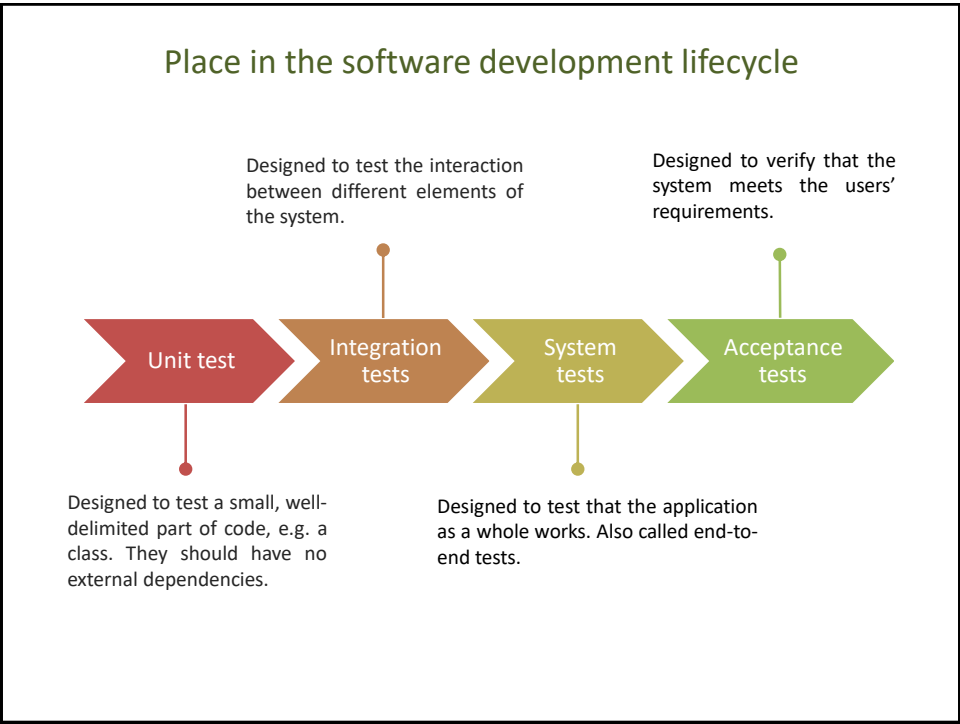 Place in the software development lifecycle
Designed to test the interaction
between different elements of
the system.
Designed to verify that the
system meets the users’
requirements.
Unit test
Integration
tests
System
tests
Acceptance
tests
Designed to test a small, well-
delimited part of code, e.g. a
class. They should have no
external dependencies.
Designed to test that the application
as a whole works. Also called end-to-
end tests.